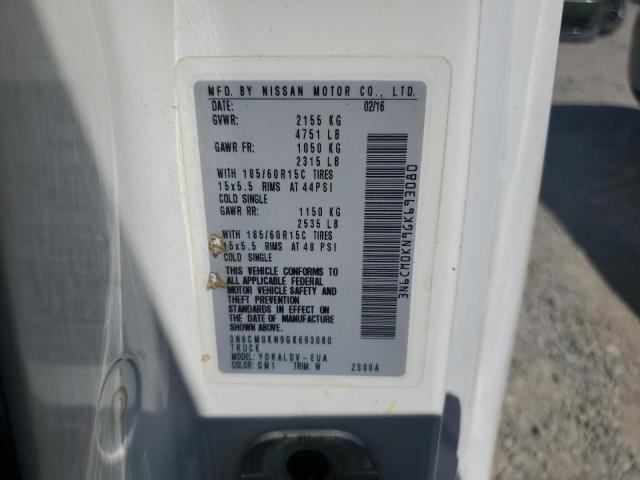 MFD. BY NISSAN MOTOR CO., LTD.
DATE: 02/16
GVWR: 2155 KG
4751 LB
GAWR FR: 1050 KG
2315 LB
WITH 185/60R15C TIRES
15x5.5 RIMS AT 44PSI
COLD SINGLE
GAWR RR: 1150 KG
2535 LB
WITH 185/60R15C TIRES
15x5.5 RIMS AT 48 PSI
COLD SINGLE
THIS VEHICLE CONFORMS TO
ALL APPLICABLE FEDERAL
MOTOR VEHICLE SAFETY AND
THEFT PREVENTION
STANDARDS IN EFFECT ON
THE DATE OF MANUFACTURE
SHOWN ABOVE.
3N6CM0KN9GK693080
TRUCK
MODEL: YDRALDV-EUA
COLOR: QM1 TRIM: W 2S00A
3N6CM0KN9GK693080